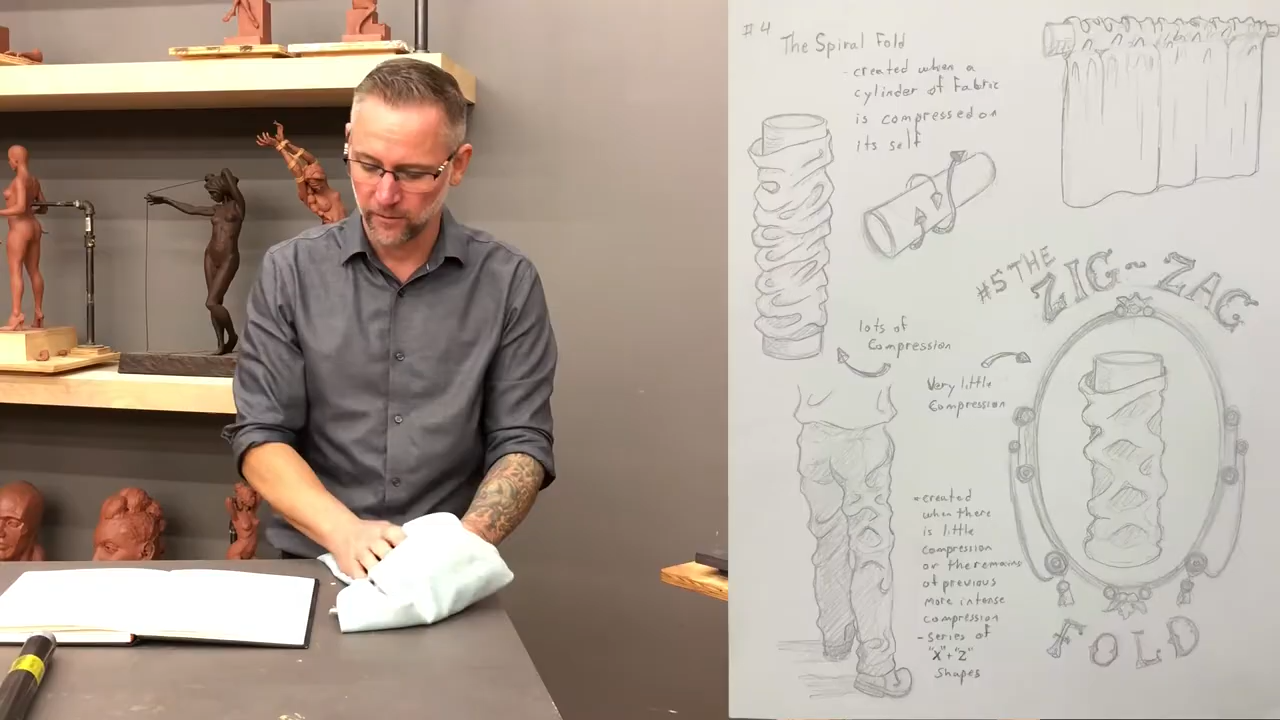 #4
The Spiral Fold
- created when a
cylinder of Fabric
is compressed on
its self
lots of
Compression
#5 THE
ZIG~ZAG
Very little
Compression
- created
when there
is little
compression
or the remains
of previous
more intense
compression
- series of
"X" + "Z"
shapes
FOLD